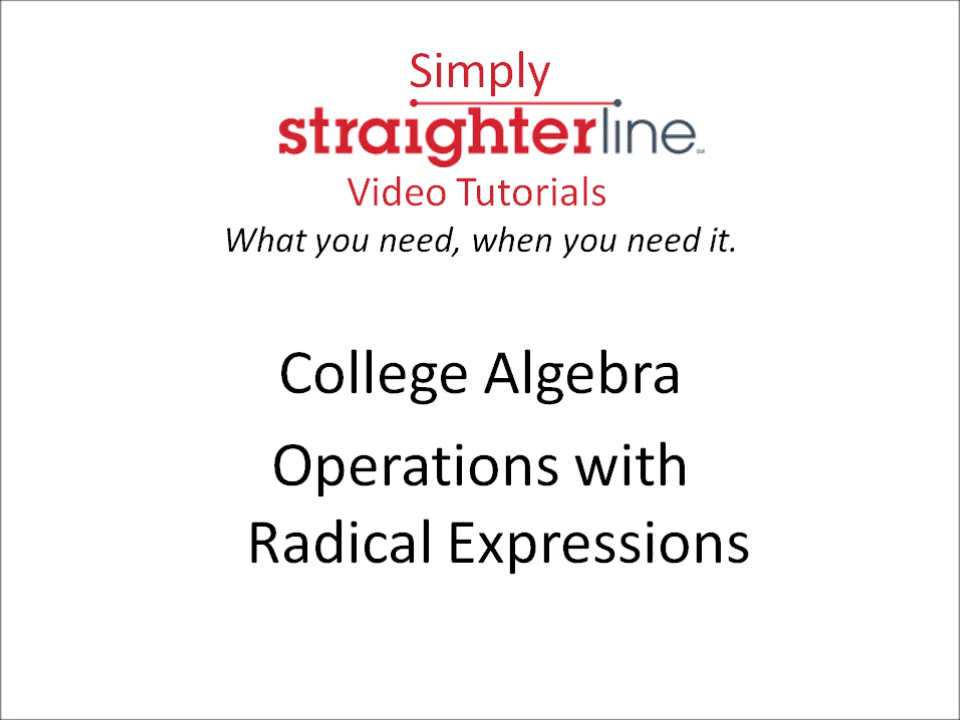 Simply
straighterline
Video Tutorials
What you need, when you need it.
College Algebra
Operations with
Radical Expressions